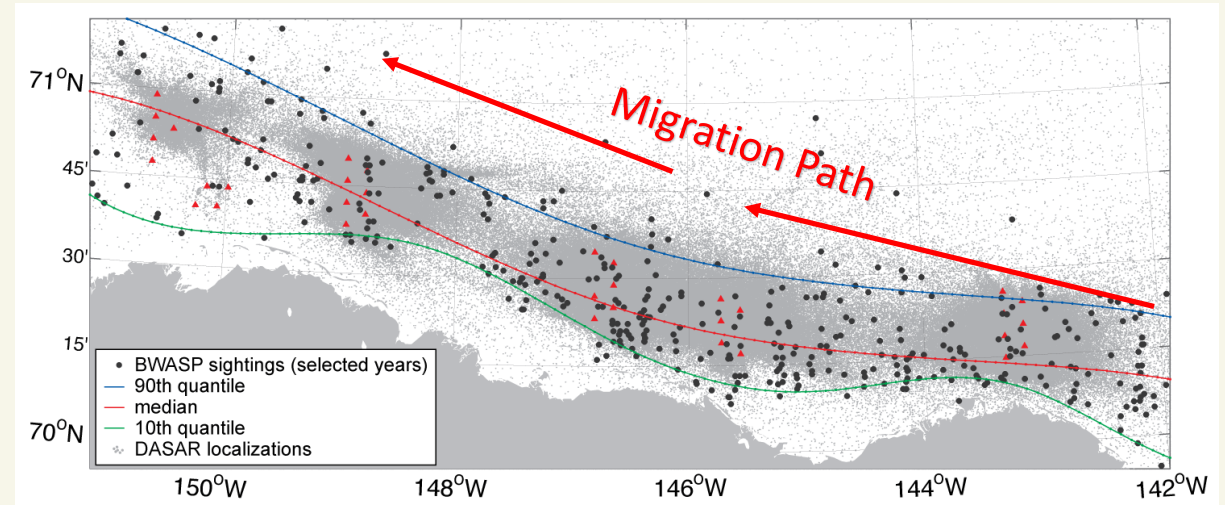 Migration Path
71°N
45'
30'
15'
70°N
BWASP sightings (selected years)
90th quantile
median
10th quantile
DASAR localizations
150°W
148°W
146°W
144°W
142°W